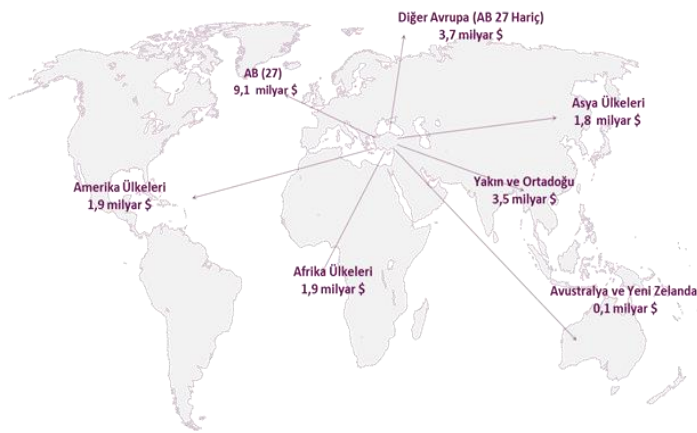 Diğer Avrupa (AB 27 Hariç)
3,7 milyar $
AB (27)
9,1 milyar $
Asya Ülkeleri
1,8 milyar $
Amerika Ülkeleri
1,9 milyar $
Yakın ve Ortadoğu
3,5 milyar $
Afrika Ülkeleri
1,9 milyar $
Avustralya ve Yeni Zelanda
0,1 milyar $